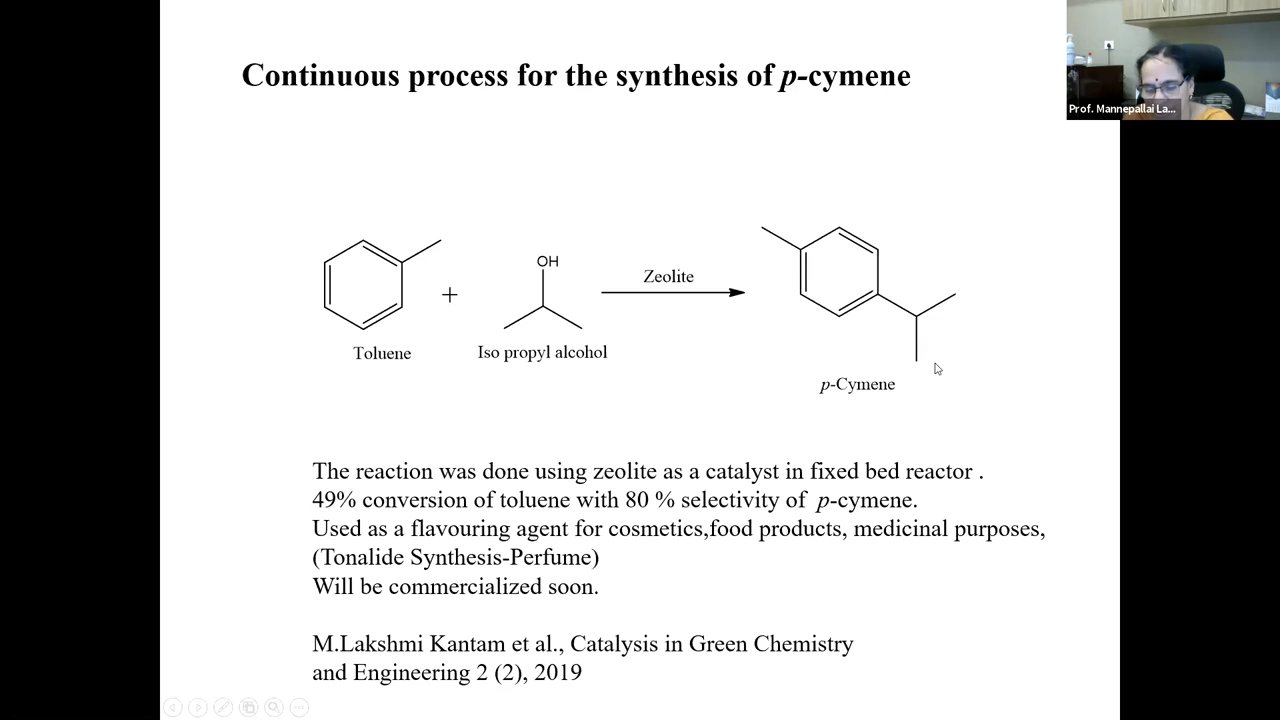 Continuous process for the synthesis of p-cymene
Prof. Mannepallai La...
OH
Zeolite
+
Toluene
Iso propyl alcohol
p-Cymene
The reaction was done using zeolite as a catalyst in fixed bed reactor .
49% conversion of toluene with 80 % selectivity of p-cymene.
Used as a flavouring agent for cosmetics,food products, medicinal purposes,
(Tonalide Synthesis-Perfume)
Will be commercialized soon.
M.Lakshmi Kantam et al., Catalysis in Green Chemistry
and Engineering 2 (2), 2019